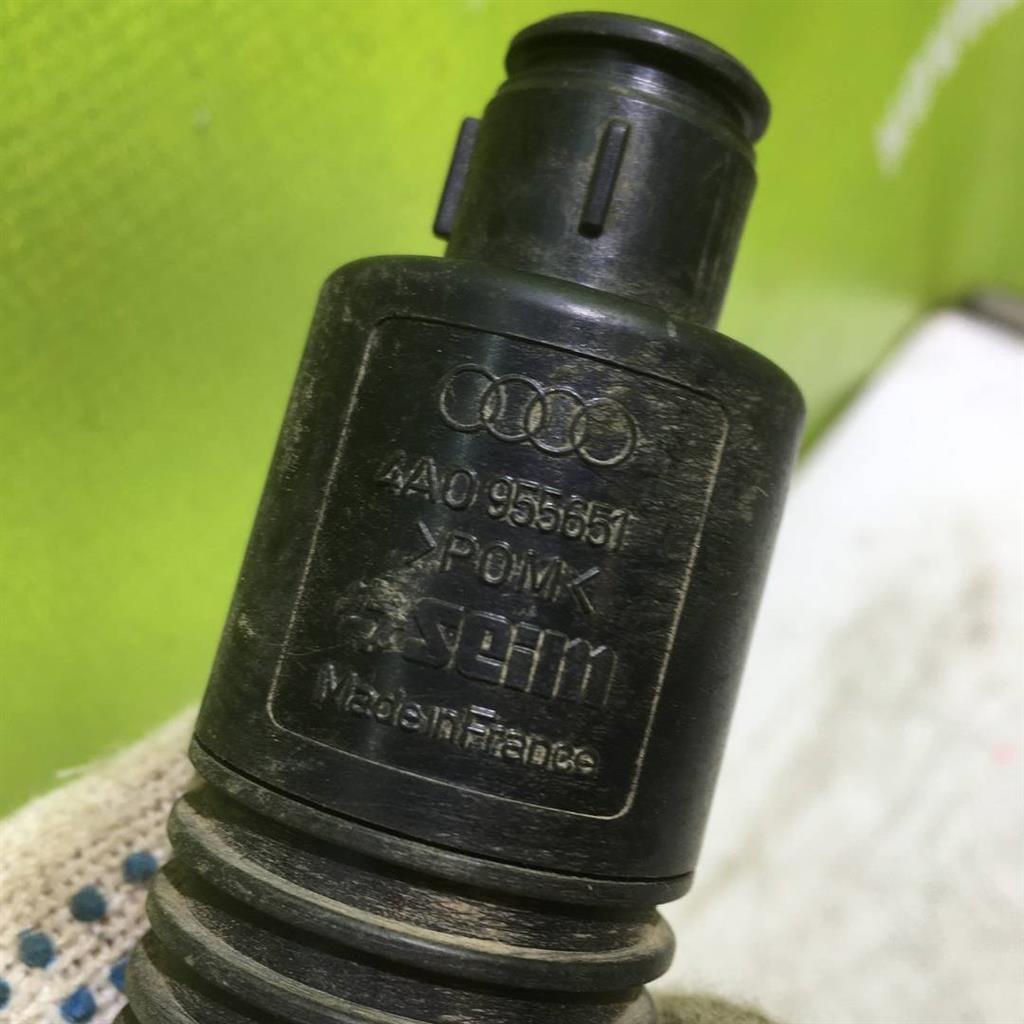 4A0 955651
>POM<
seim
Made in France